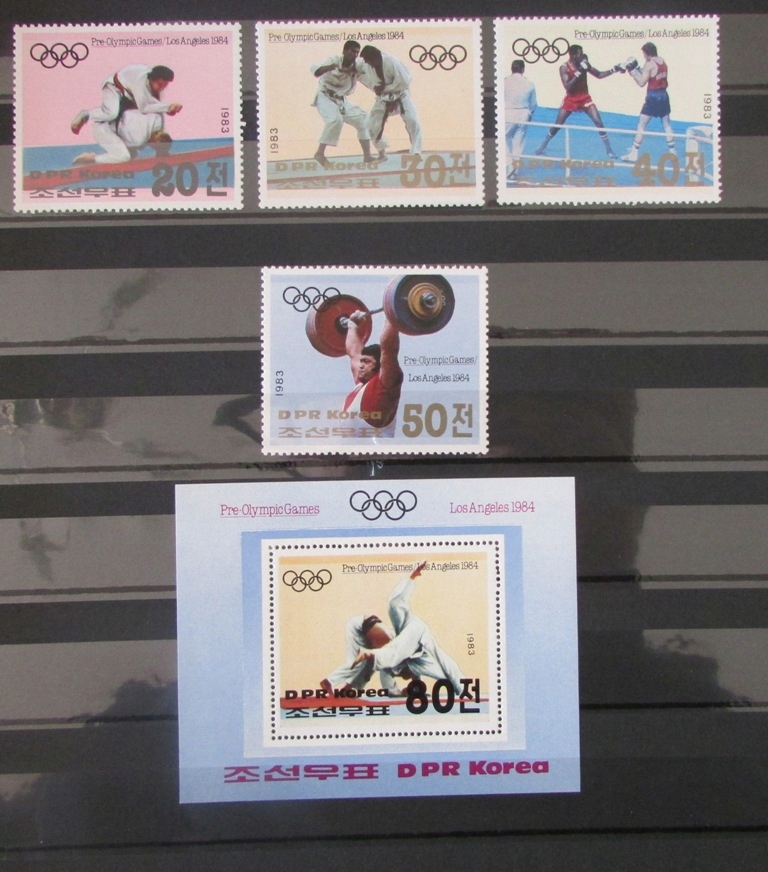 Pre-Olympic Games/Los Angeles 1984
1983
DPR Korea
조선우표
20전
Pre-Olympic Games/Los Angeles 1984
1983
DPR Korea
조선우표
30전
Pre-Olympic Games/Los Angeles 1984
1983
DPR Korea
조선우표
40전
Pre-Olympic Games/
Los Angeles 1984
1983
DPR Korea
조선우표
50전
Pre-Olympic Games Los Angeles 1984
Pre-Olympic Games/Los Angeles 1984
1983
DPR Korea
조선우표
80전
조선우표 DPR Korea